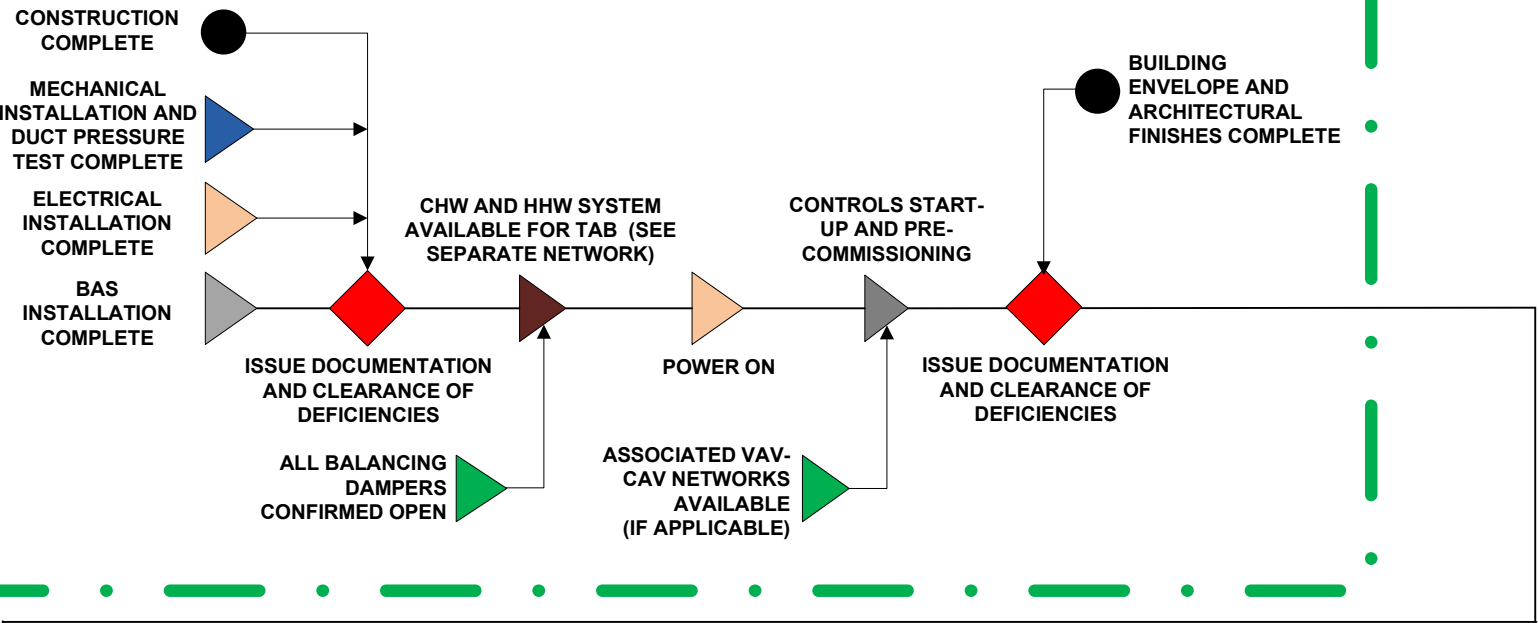 CONSTRUCTION
COMPLETE
MECHANICAL
INSTALLATION AND
DUCT PRESSURE
TEST COMPLETE
ELECTRICAL
INSTALLATION
COMPLETE
BAS
INSTALLATION
COMPLETE
ISSUE DOCUMENTATION
AND CLEARANCE OF
DEFICIENCIES
CHW AND HHW SYSTEM
AVAILABLE FOR TAB (SEE
SEPARATE NETWORK)
ALL BALANCING
DAMPERS
CONFIRMED OPEN
POWER ON
CONTROLS START-
UP AND PRE-
COMMISSIONING
ASSOCIATED VAV-
CAV NETWORKS
AVAILABLE
(IF APPLICABLE)
BUILDING
ENVELOPE AND
ARCHITECTURAL
FINISHES COMPLETE
ISSUE DOCUMENTATION
AND CLEARANCE OF
DEFICIENCIES